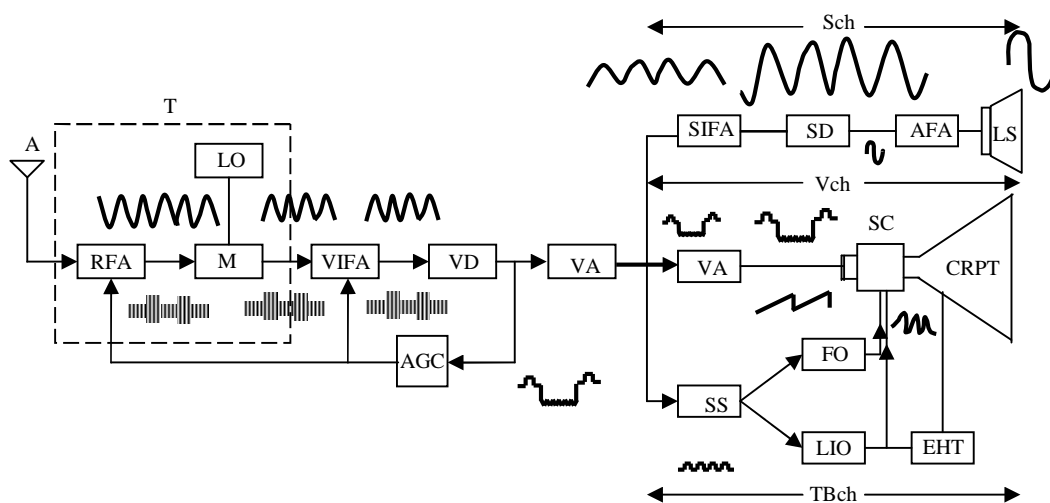 Sch
T
A
LO
SIFA
SD
AFA
LS
Vch
SC
RFA
M
VIFA
VD
VA
VA
CRPT
AGC
FO
SS
LIO
EHT
TBch